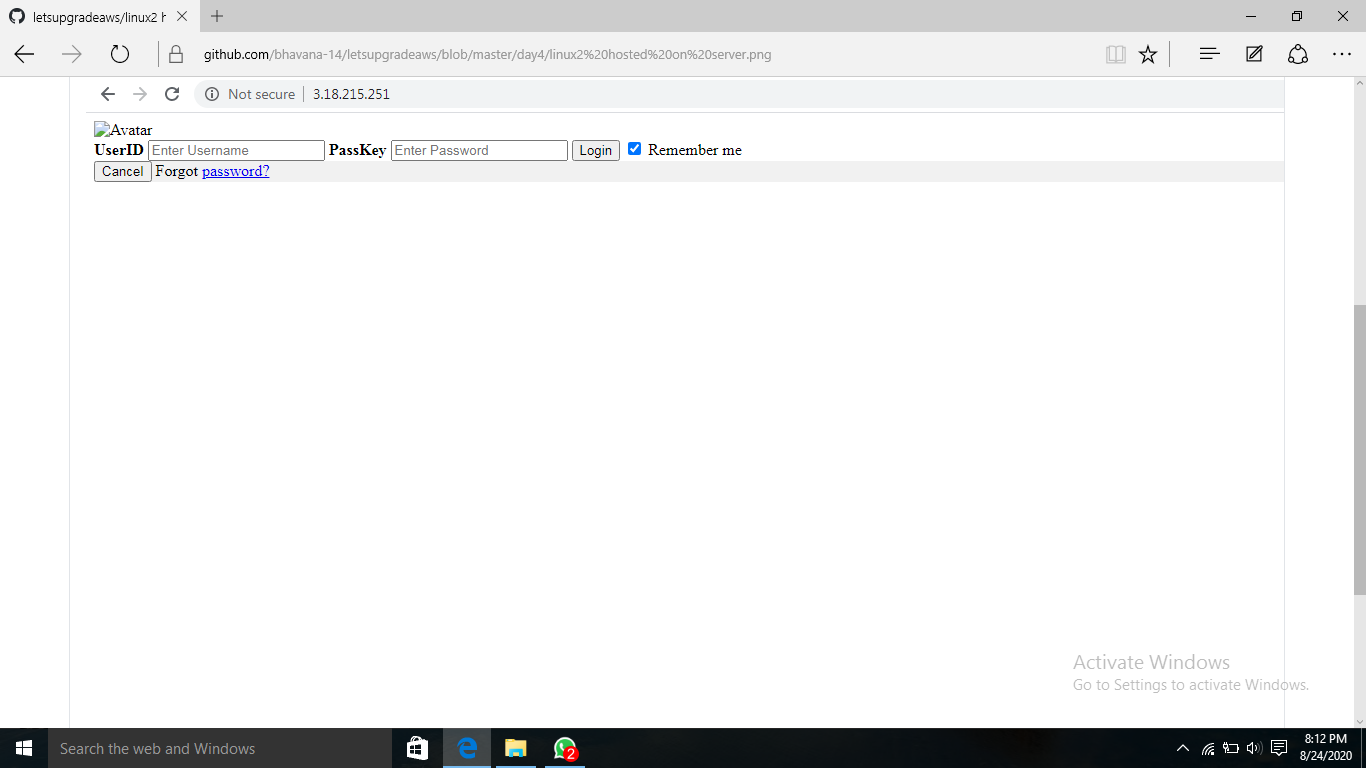 letsupgradeaws/linux2 h
github.com/bhavana-14/letsupgradeaws/blob/master/day4/linux2%20hosted%20on%20server.png
Not secure 3.18.215.251
Avatar
UserID Enter Username PassKey Enter Password Login Remember me
Cancel Forgot password?
Activate Windows
Go to Settings to activate Windows.
Search the web and Windows
2
8:12 PM
8/24/2020